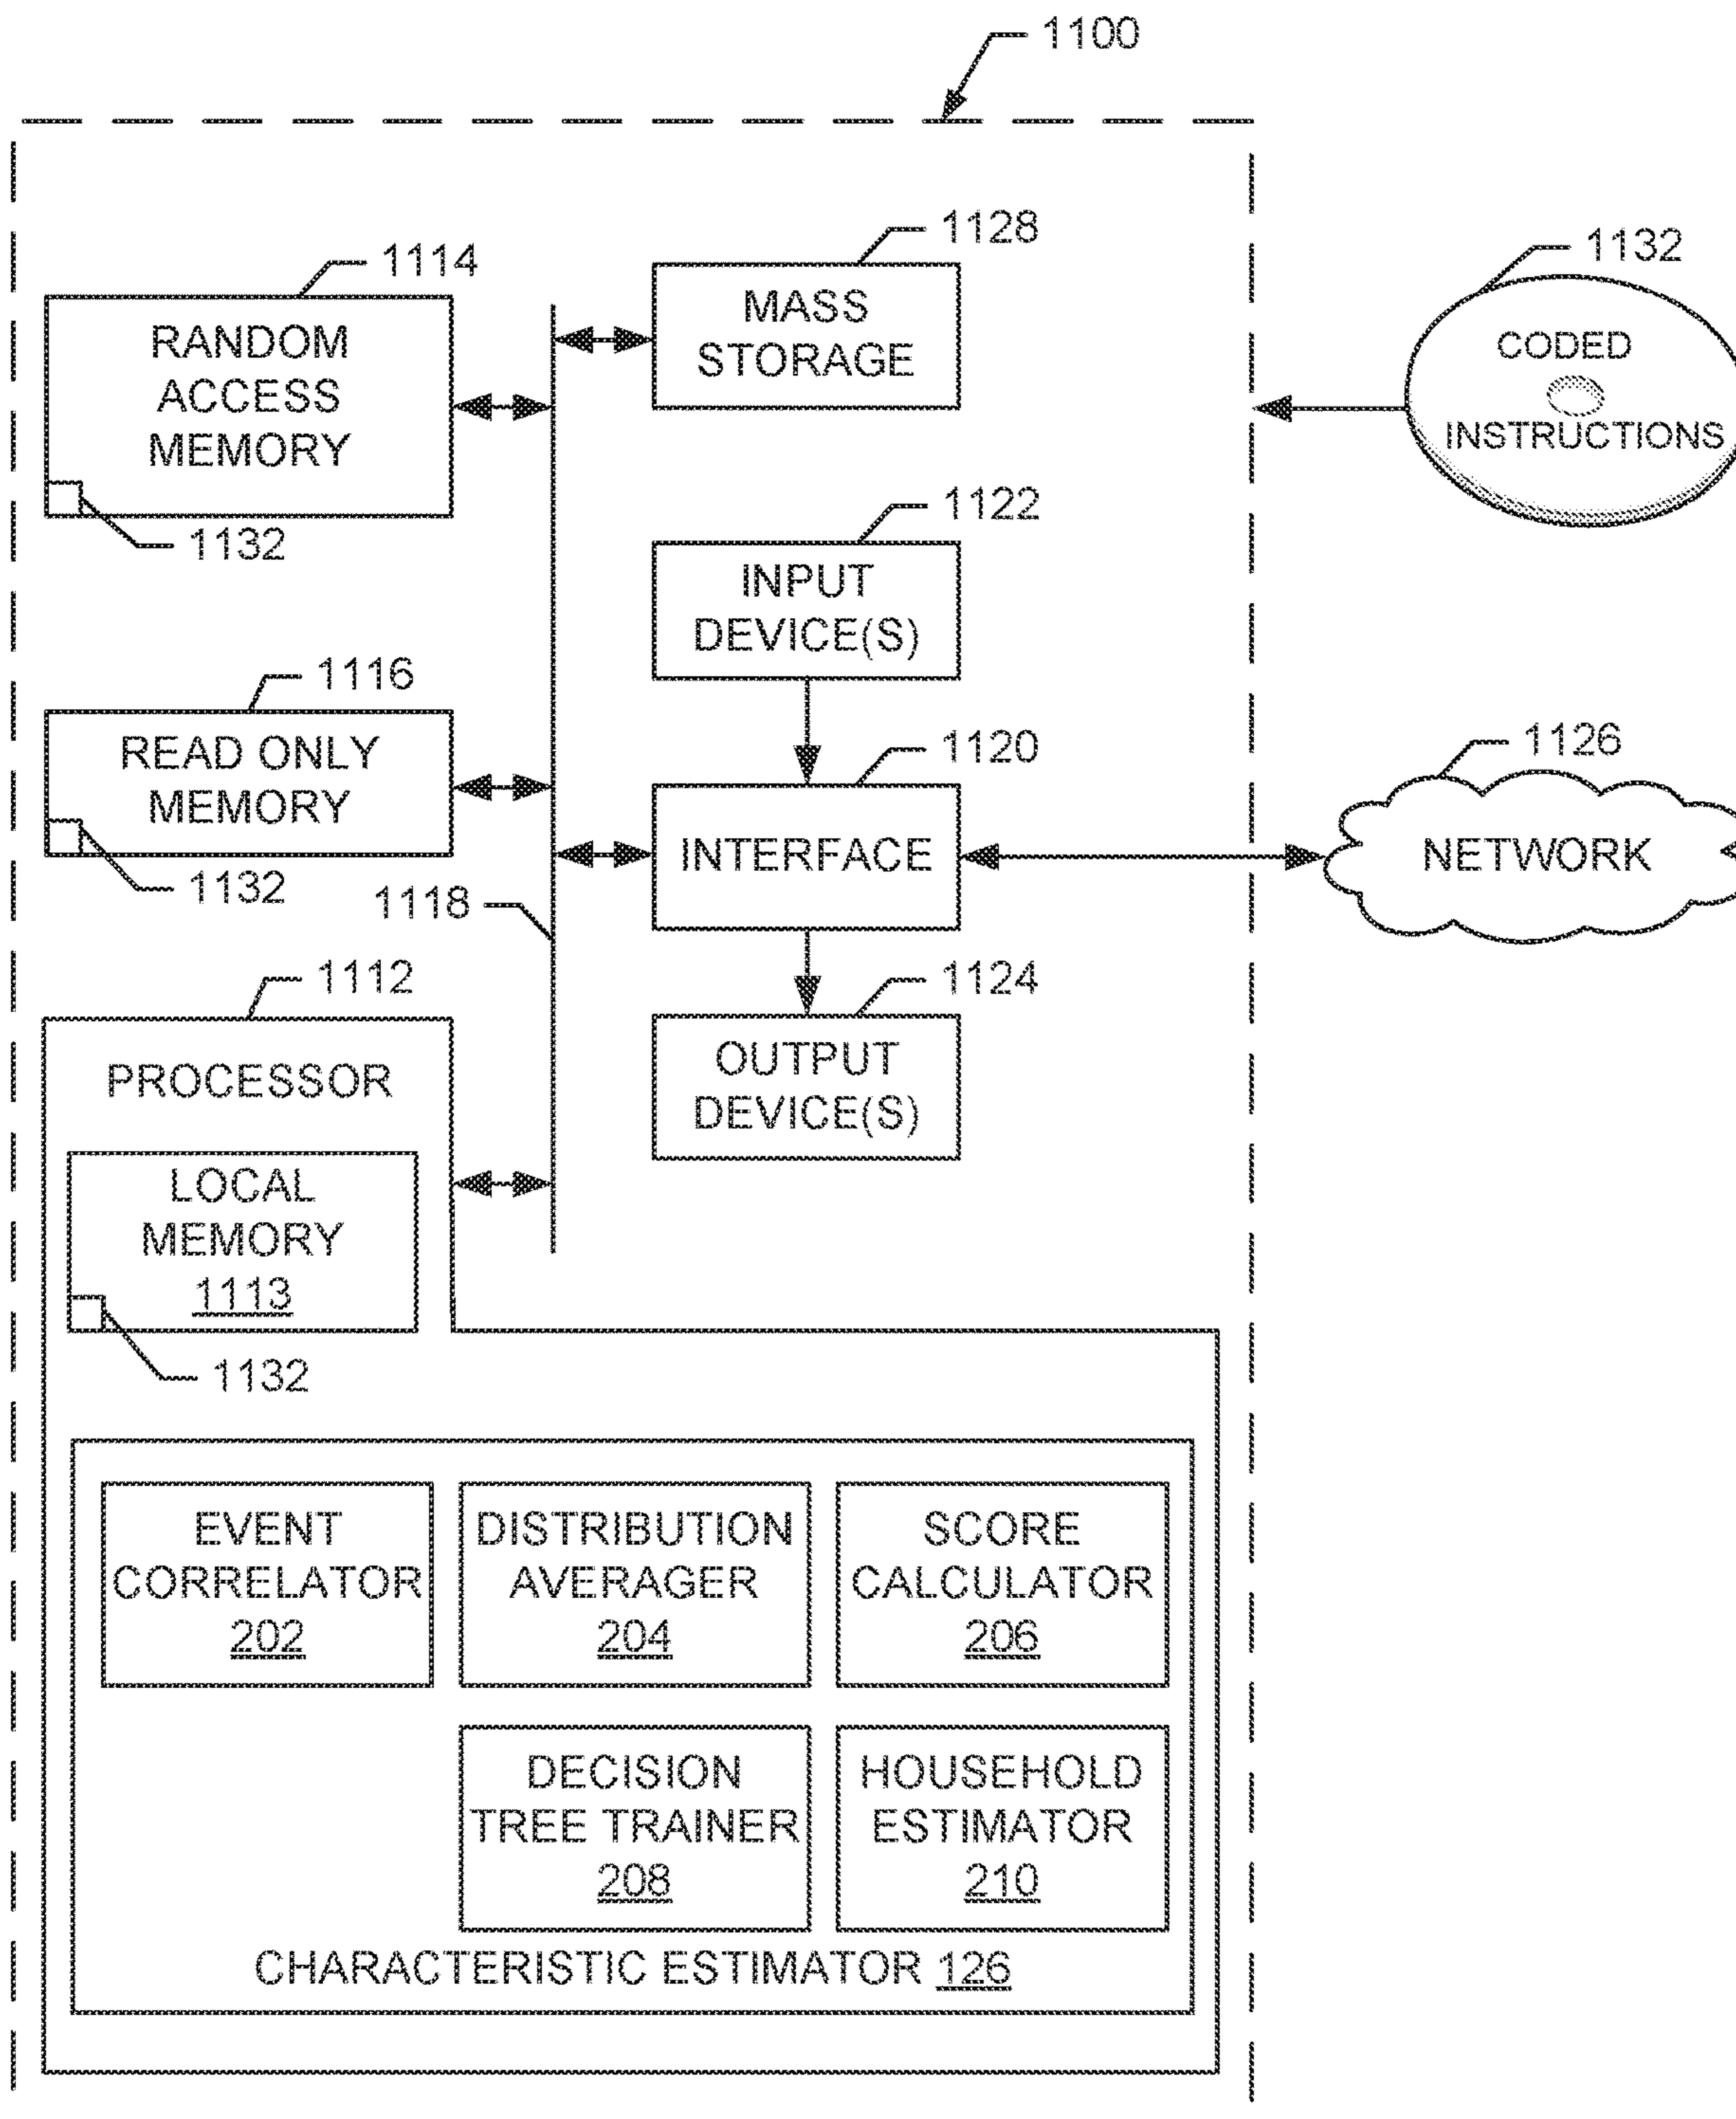 1100
1128
1114
1132
MASS
STORAGE
RANDOM
ACCESS
MEMORY
CODED
INSTRUCTIONS
1132
1122
INPUT
DEVICE(S)
1116
1120
1126
READ ONLY
MEMORY
INTERFACE
NETWORK
1132
1118
1112
1124
PROCESSOR
OUTPUT
DEVICE(S)
LOCAL
MEMORY
1113
1132
EVENT
CORRELATOR
202
DISTRIBUTION
AVERAGER
204
SCORE
CALCULATOR
206
DECISION
TREE TRAINER
208
HOUSEHOLD
ESTIMATOR
210
CHARACTERISTIC ESTIMATOR 126